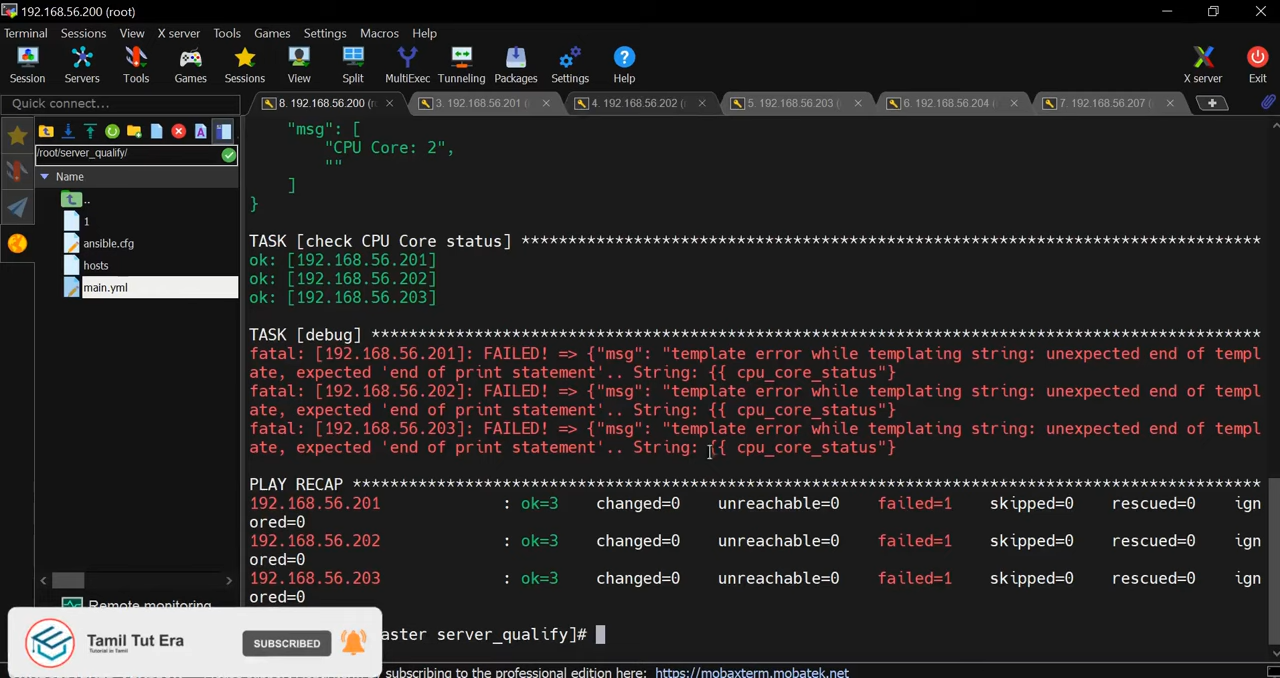 192.168.56.200 (root)
Terminal Sessions View X server Tools Games Settings Macros Help
Session Servers Tools Games Sessions View Split MultiExec Tunneling Packages Settings Help X server Exit
Quick connect...
8. 192.168.56.200 (r
3. 192.168.56.201 (
4. 192.168.56.202 (
5. 192.168.56.203 (
6. 192.168.56.204 (
7. 192.168.56.207 (
/root/server_qualify/
Name
..
1
ansible.cfg
hosts
main.yml
Remote monitoring
"msg": [
"CPU Core: 2",
""
]
}
TASK [check CPU Core status] *******************************************************************************
ok: [192.168.56.201]
ok: [192.168.56.202]
ok: [192.168.56.203]
TASK [debug] ***********************************************************************************************
fatal: [192.168.56.201]: FAILED! => {"msg": "template error while templating string: unexpected end of templ
ate, expected 'end of print statement'.. String: {{ cpu_core_status"}
fatal: [192.168.56.202]: FAILED! => {"msg": "template error while templating string: unexpected end of templ
ate, expected 'end of print statement'.. String: {{ cpu_core_status"}
fatal: [192.168.56.203]: FAILED! => {"msg": "template error while templating string: unexpected end of templ
ate, expected 'end of print statement'.. String: {{ cpu_core_status"}
PLAY RECAP *************************************************************************************************
192.168.56.201 : ok=3 changed=0 unreachable=0 failed=1 skipped=0 rescued=0 ign
ored=0
192.168.56.202 : ok=3 changed=0 unreachable=0 failed=1 skipped=0 rescued=0 ign
ored=0
192.168.56.203 : ok=3 changed=0 unreachable=0 failed=1 skipped=0 rescued=0 ign
ored=0
aster server_qualify]#
Tamil Tut Era
Tutorial in Tamil
SUBSCRIBED
subscribing to the professional edition here: https://mobaxterm.mobatek.net